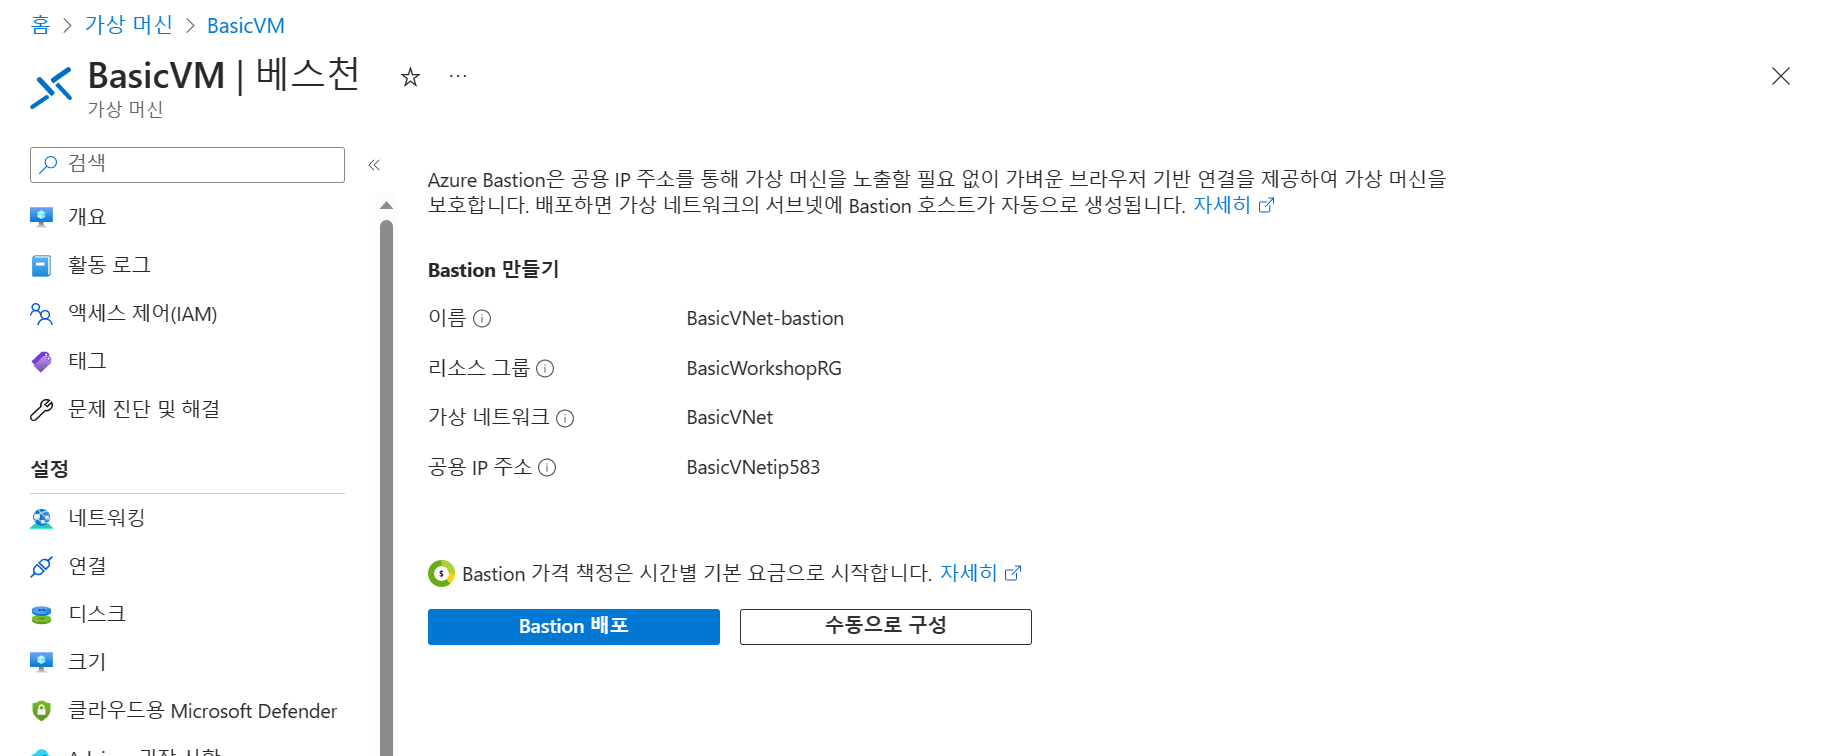 홈 > 가상 머신 > BasicVM
BasicVM | 베스천
가상 머신
검색
개요
활동 로그
액세스 제어(IAM)
태그
문제 진단 및 해결
설정
네트워킹
연결
디스크
크기
클라우드용 Microsoft Defender
Azure Bastion은 공용 IP 주소를 통해 가상 머신을 노출할 필요 없이 가벼운 브라우저 기반 연결을 제공하여 가상 머신을
보호합니다. 배포하면 가상 네트워크의 서브넷에 Bastion 호스트가 자동으로 생성됩니다. 자세히
Bastion 만들기
이름 BasicVNet-bastion
리소스 그룹 BasicWorkshopRG
가상 네트워크 BasicVNet
공용 IP 주소 BasicVNetip583
Bastion 가격 책정은 시간별 기본 요금으로 시작합니다. 자세히
Bastion 배포
수동으로 구성